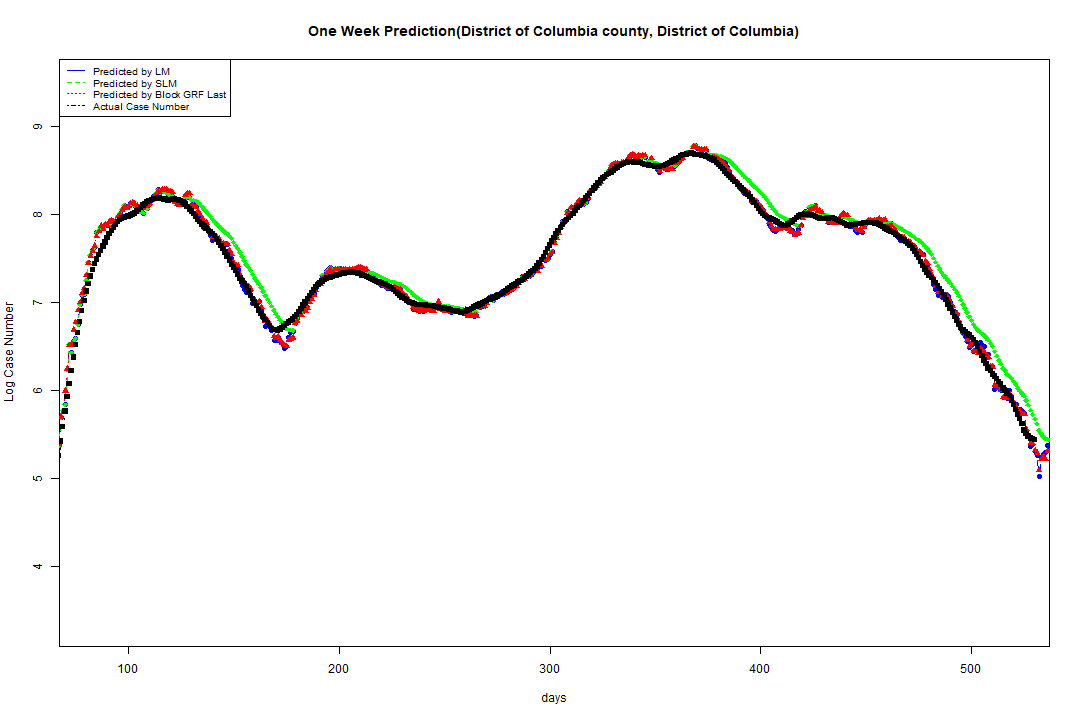 One Week Prediction(District of Columbia county, District of Columbia)
Predicted by LM
Predicted by SLM
Predicted by Block GRF Last
Actual Case Number
9
8
7
6
5
4
Log Case Number
100 200 300 400 500
days